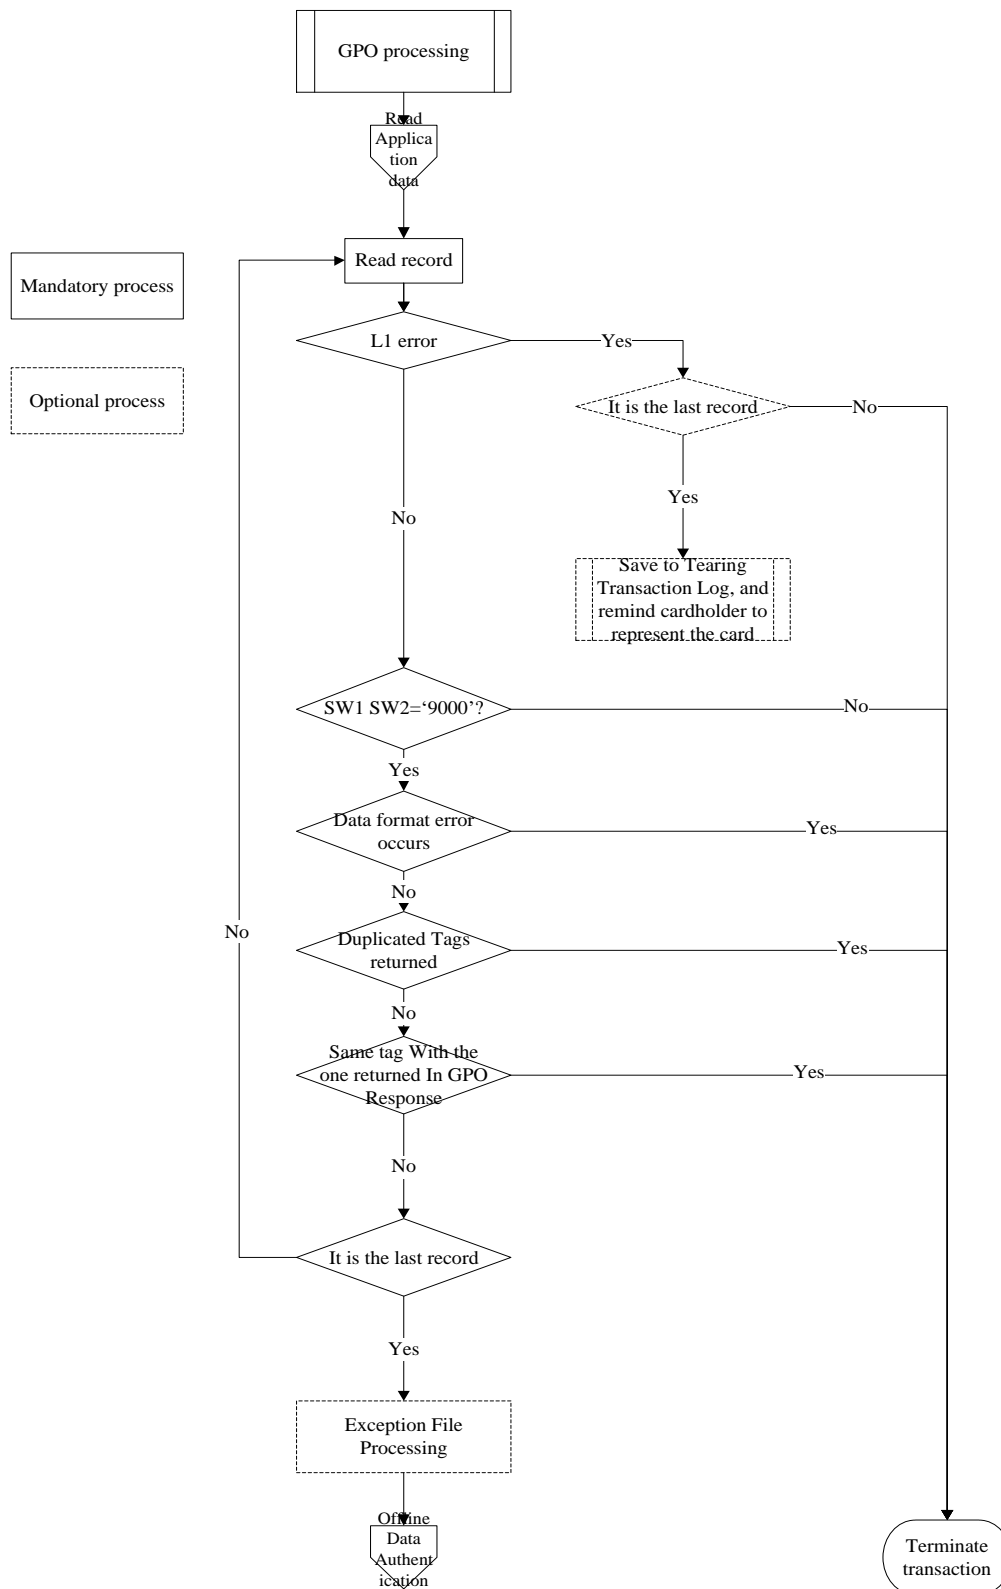 GPO processing
Read
Applica
tion
data
Read record
Mandatory process
L1 error
Yes
Optional process
It is the last record
No
Yes
No
Save to Tearing
Transaction Log, and
remind cardholder to
represent the card
SW1 SW2=‘9000’?
No
Yes
Data format error
occurs
Yes
No
No
Duplicated Tags
returned
Yes
No
Same tag With the
one returned In GPO
Response
Yes
No
It is the last record
Yes
Exception File
Processing
Offline
Data
Authent
ication
Terminate
transaction